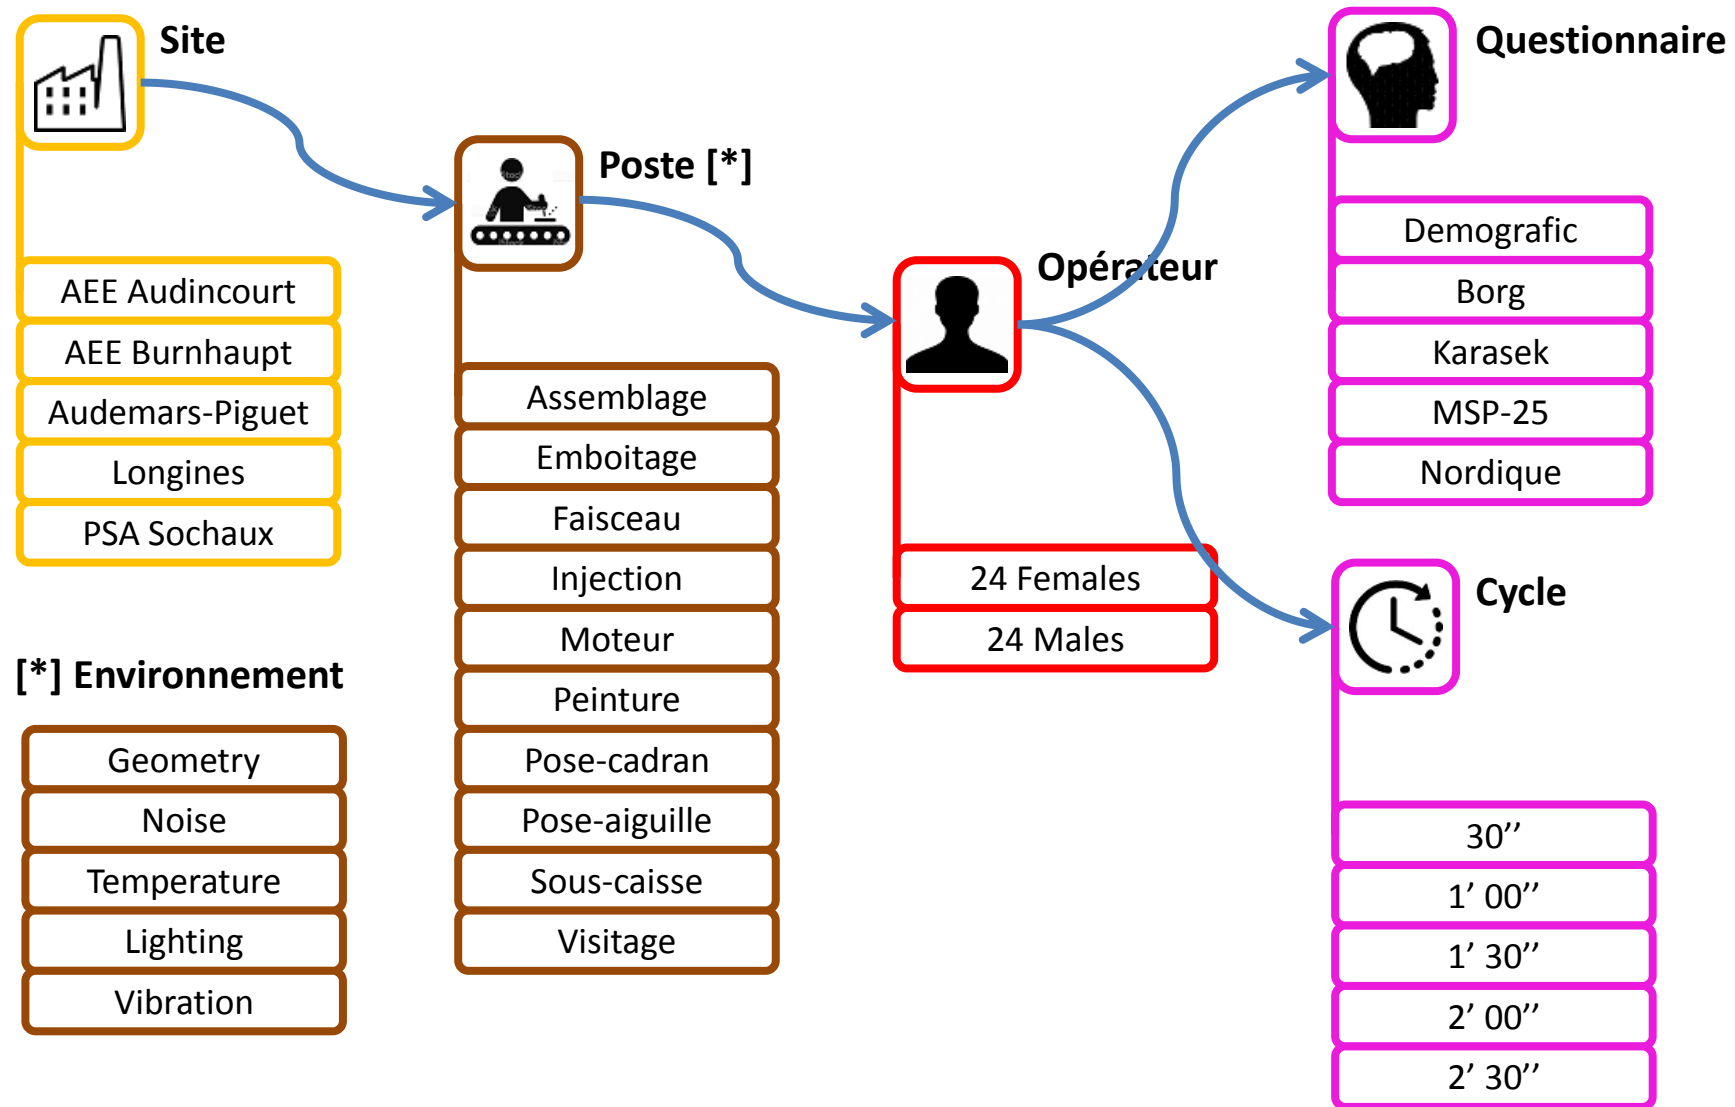 Site
AEE Audincourt
AEE Burnhaupt
Audemars-Piguet
Longines
PSA Sochaux
[*] Environnement
Geometry
Noise
Temperature
Lighting
Vibration
Poste [*]
Assemblage
Emboitage
Faisceau
Injection
Moteur
Peinture
Pose-cadran
Pose-aiguille
Sous-caisse
Visitage
Opérateur
24 Females
24 Males
Questionnaire
Demografic
Borg
Karasek
MSP-25
Nordique
Cycle
30’’
1’ 00’’
1’ 30’’
2’ 00’’
2’ 30’’